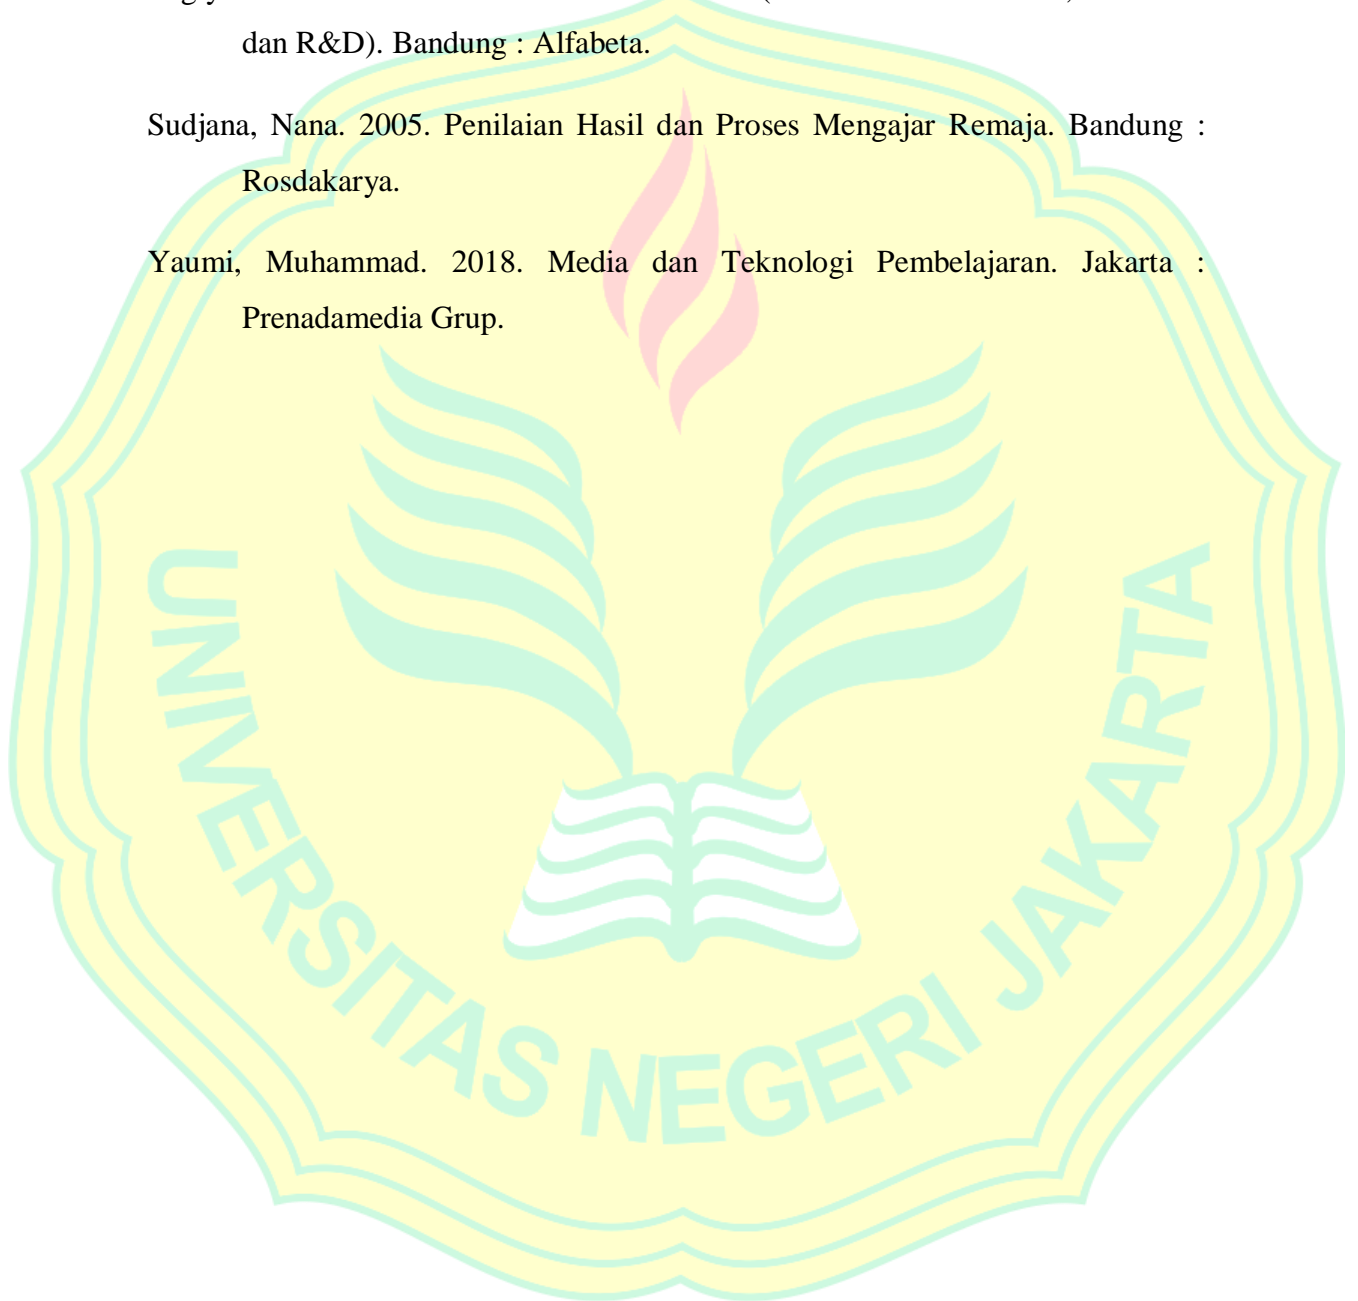 dan R&D). Bandung : Alfabeta.
Sudjana, Nana. 2005. Penilaian Hasil dan Proses Mengajar Remaja. Bandung :
Rosdakarya.
Yaumi, Muhammad. 2018. Media dan Teknologi Pembelajaran. Jakarta :
Prenadamedia Grup.
UNIVERSITAS NEGERI JAKARTA